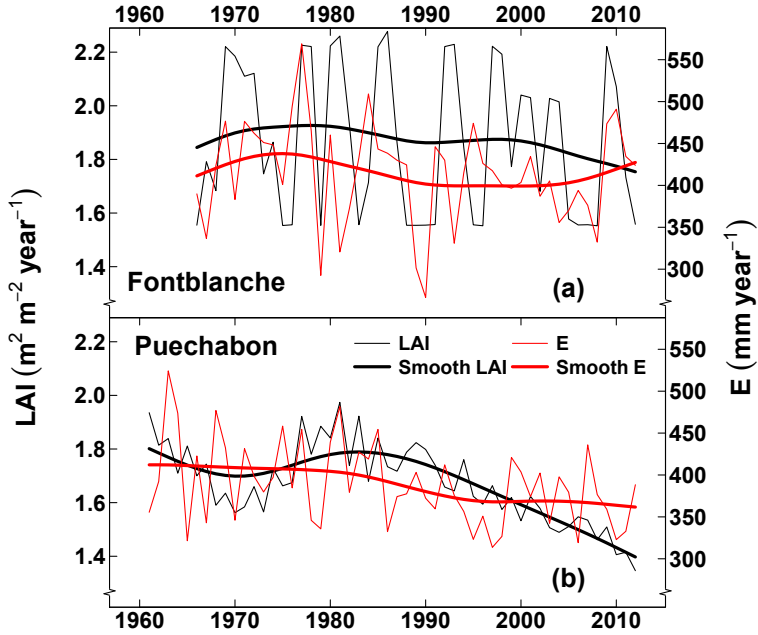 1960 1970 1980 1990 2000 2010
2.2
2.0
1.8
1.6
1.4
550
500
450
400
350
300
Fontblanche
(a)
LAI (m² m⁻² year⁻¹)
E (mm year⁻¹)
Puechabon
LAI E
Smooth LAI Smooth E
2.2
2.0
1.8
1.6
1.4
550
500
450
400
350
300
(b)
1960 1970 1980 1990 2000 2010